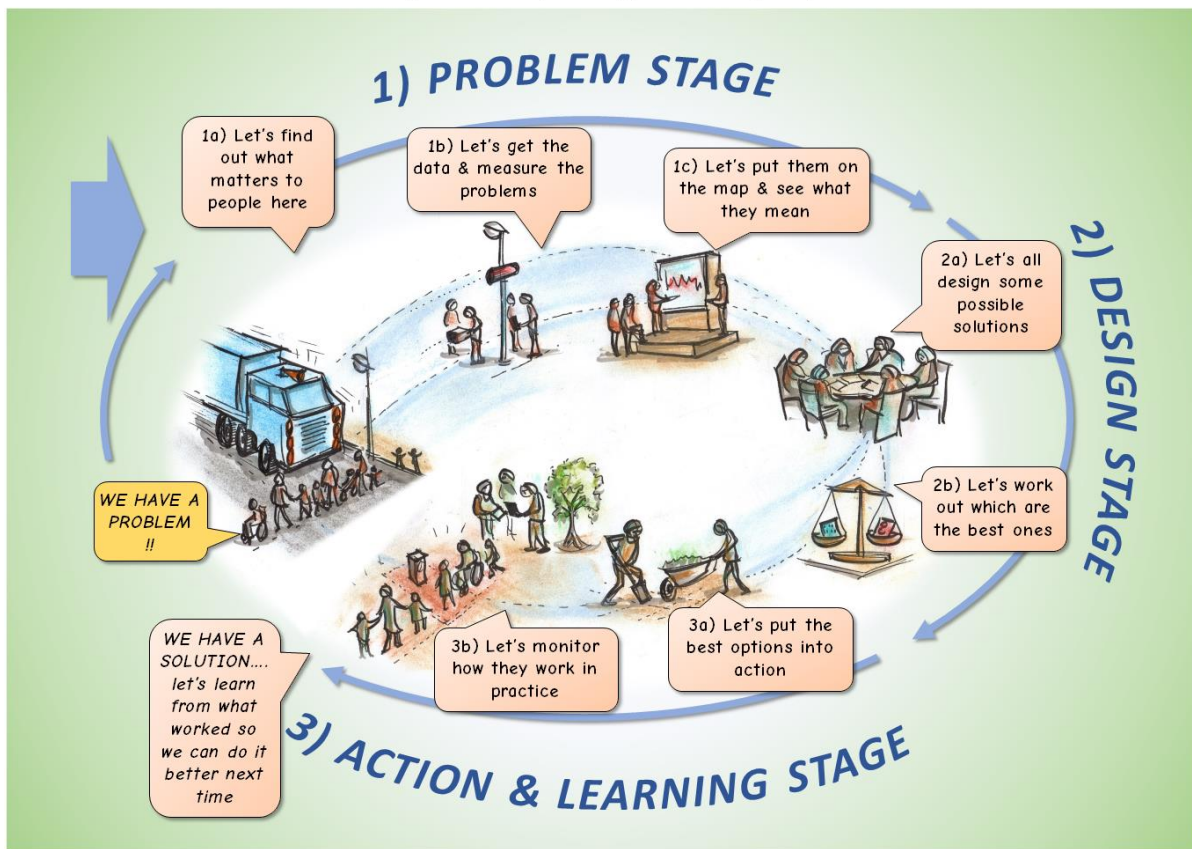 1) PROBLEM STAGE
1a) Let's find
out what
matters to
people here
1b) Let's get the
data & measure the
problems
1c) Let's put them on
the map & see what
they mean
2) DESIGN STAGE
2a) Let's all
design some
possible
solutions
2b) Let's work
out which are
the best ones
3) ACTION & LEARNING STAGE
3a) Let's put the
best options into
action
3b) Let's monitor
how they work in
practice
WE HAVE A
PROBLEM
!!
WE HAVE A
SOLUTION....
let's learn
from what
worked so
we can do it
better next
time